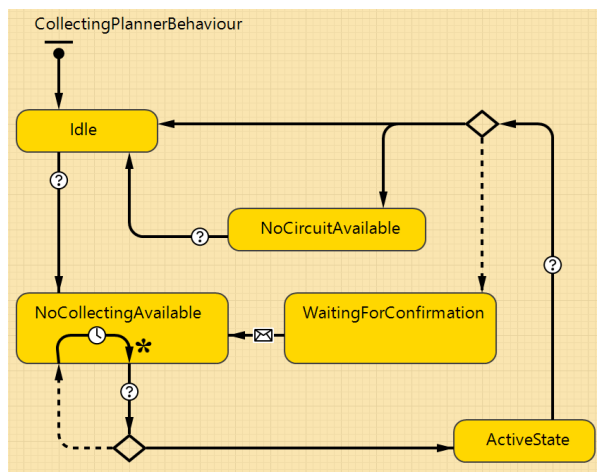 CollectingPlannerBehaviour
Idle
?
NoCircuitAvailable
?
?
NoCollectingAvailable
WaitingForConfirmation
*
?
ActiveState